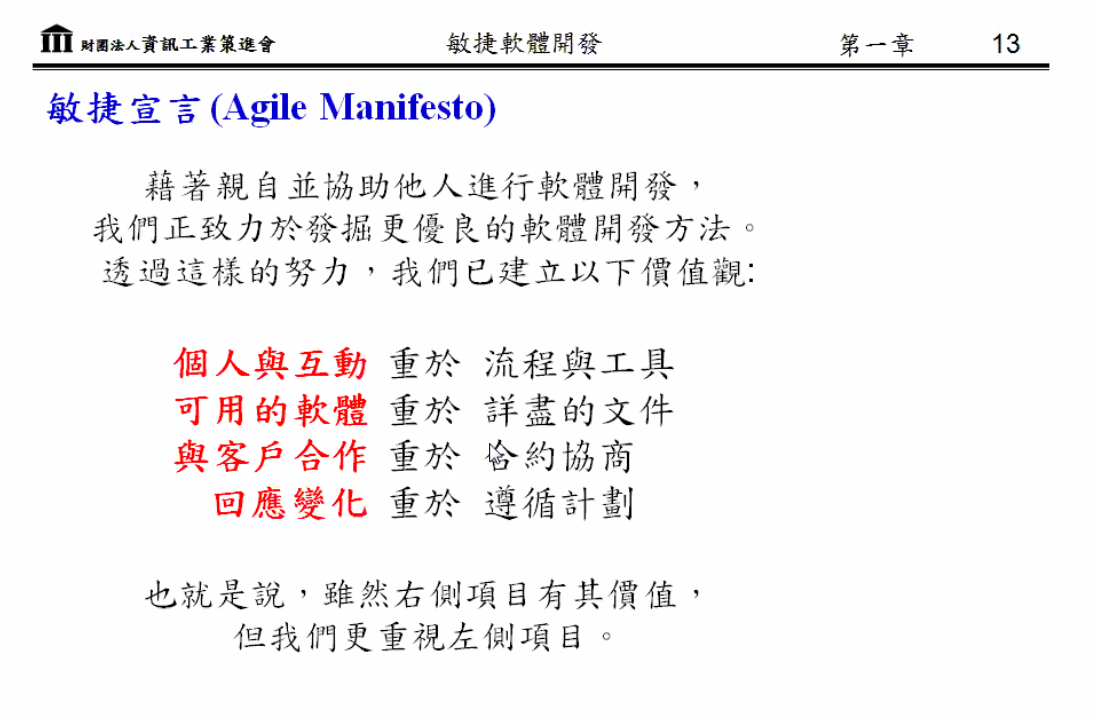 財團法人資訊工業策進會 敏捷軟體開發 第一章 13
敏捷宣言(Agile Manifesto)
藉著親自並協助他人進行軟體開發，
我們正致力於發掘更優良的軟體開發方法。
透過這樣的努力，我們已建立以下價值觀:
個人與互動 重於 流程與工具
可用的軟體 重於 詳盡的文件
與客戶合作 重於 合約協商
回應變化 重於 遵循計劃
也就是說，雖然右側項目有其價值，
但我們更重視左側項目。